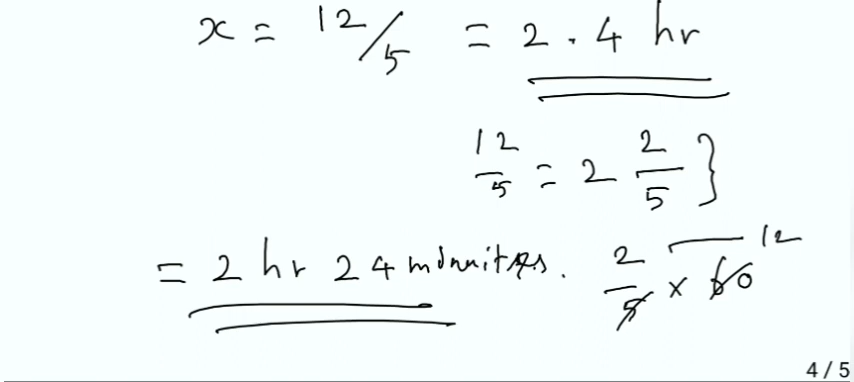 x = 12/5 = 2.4 hr
12/5 = 2 2/5 }
= 2 hr 24 minnites. 2/5 x 60 12
4 / 5